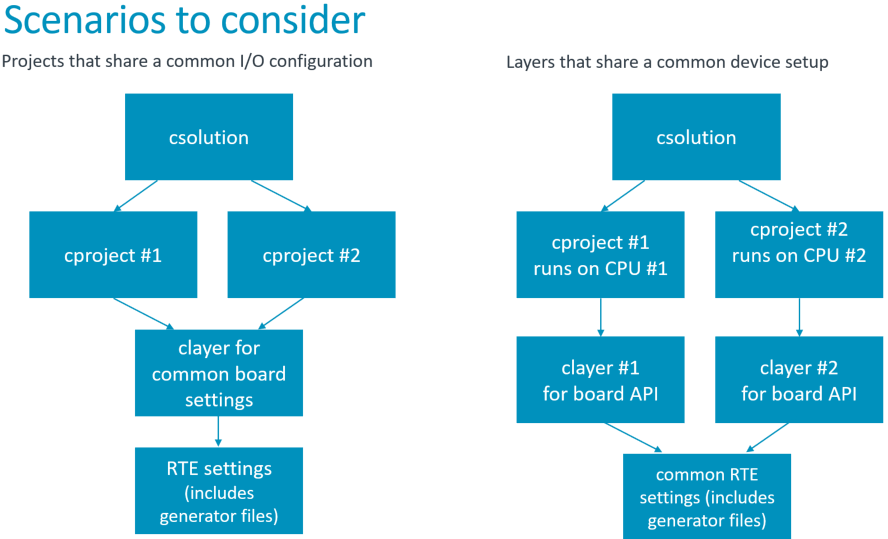 Scenarios to consider
Projects that share a common I/O configuration
csolution
cproject #1
cproject #2
clayer for
common board
settings
RTE settings
(includes
generator files)
Layers that share a common device setup
csolution
cproject #1
runs on CPU #1
cproject #2
runs on CPU #2
clayer #1
for board API
clayer #2
for board API
common RTE
settings (includes
generator files)